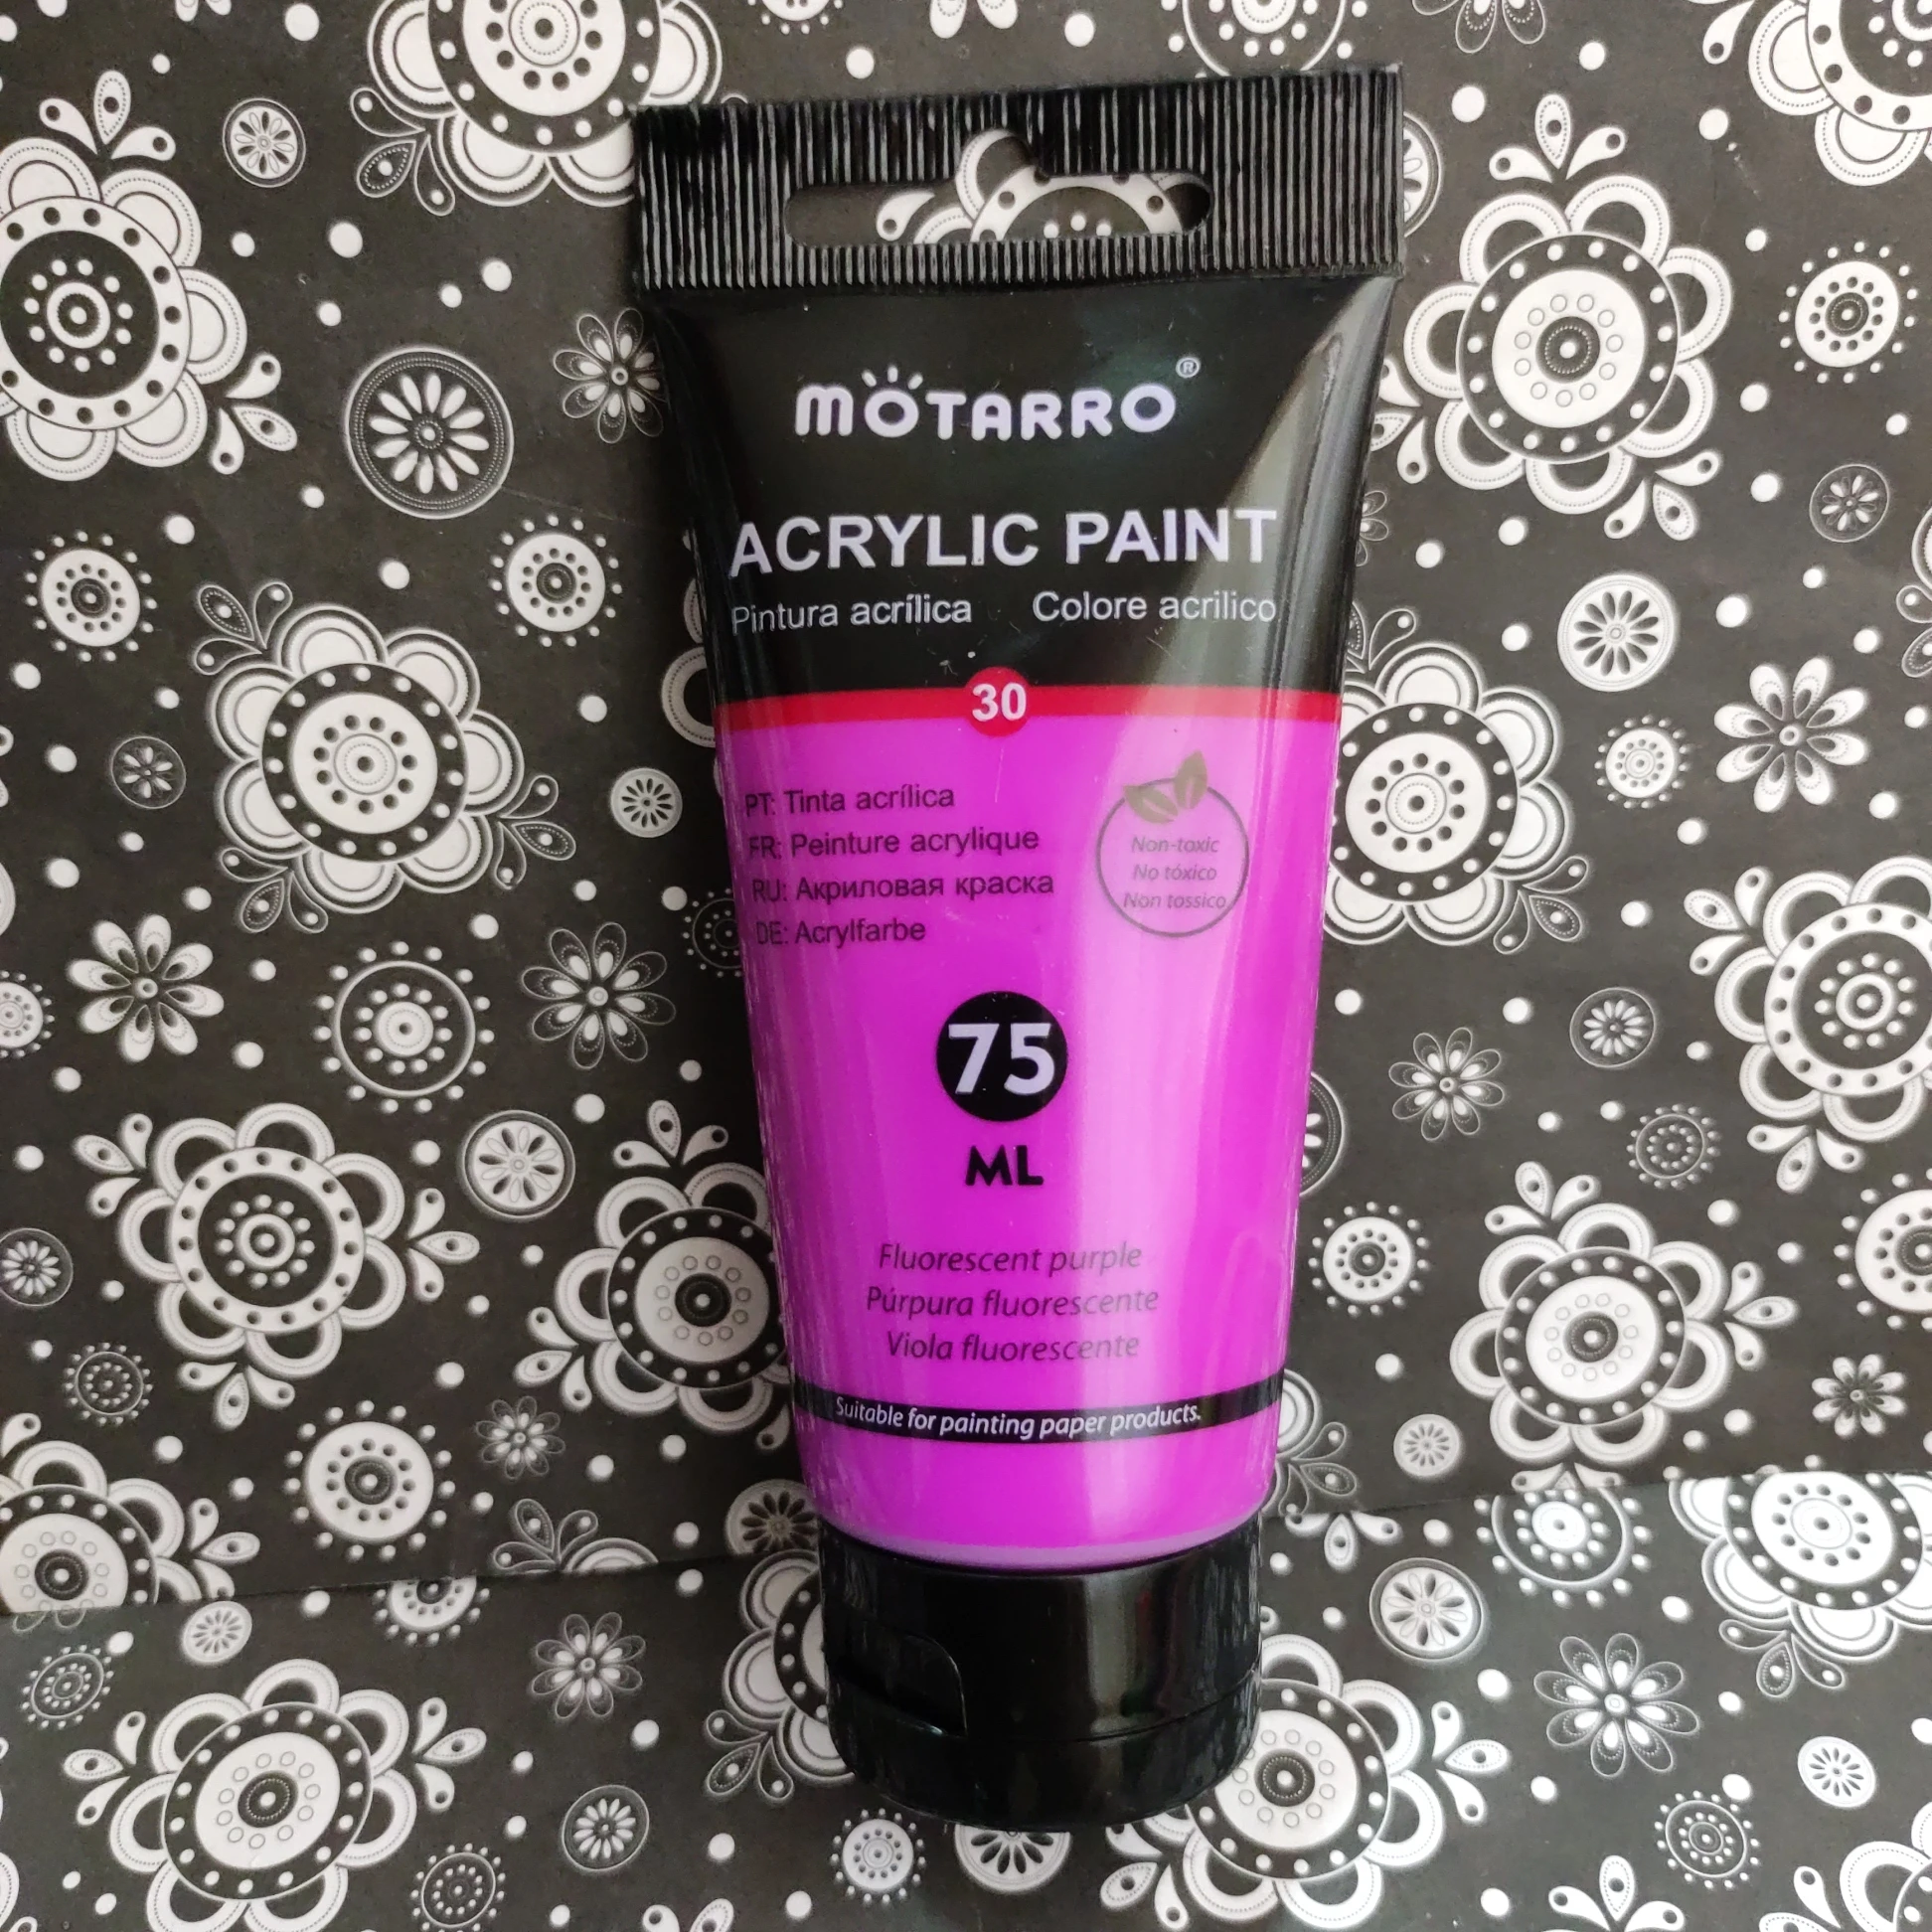 MOTARRO®
ACRYLIC PAINT
Pintura acrílica Colore acrilico
30
PT: Tinta acrílica
FR: Peinture acrylique
RU: Акриловая краска
DE: Acrylfarbe
Non-toxic
No tóxico
Non tossico
75
ML
Fluorescent purple
Púrpura fluorescente
Viola fluorescente
Suitable for painting paper products.